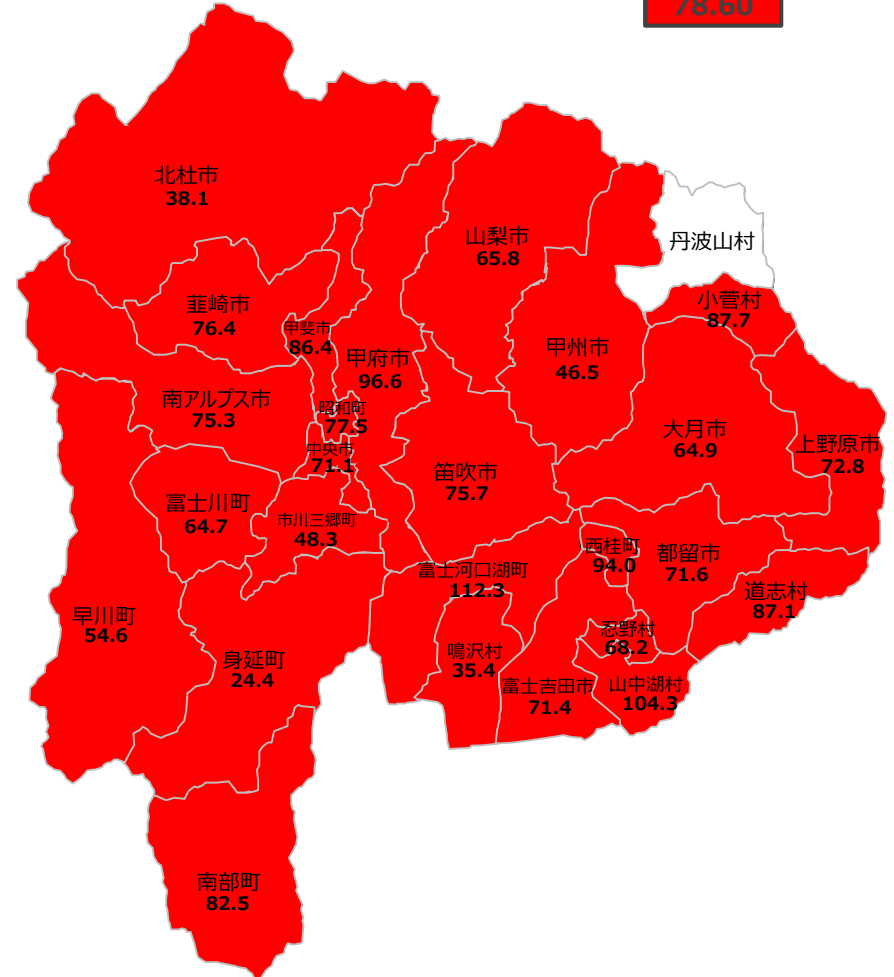 78.60
北杜市
38.1
山梨市
65.8
丹波山村
小菅村
87.7
韮崎市
76.4
甲斐市
86.4
甲府市
96.6
甲州市
46.5
南アルプス市
75.3
昭和町
77.5
中央市
71.1
大月市
64.9
上野原市
72.8
笛吹市
75.7
富士川町
64.7
市川三郷町
48.3
西桂町
94.0
都留市
71.6
富士河口湖町
112.3
道志村
87.1
早川町
54.6
忍野村
68.2
身延町
24.4
鳴沢村
35.4
富士吉田市
71.4
山中湖村
104.3
南部町
82.5